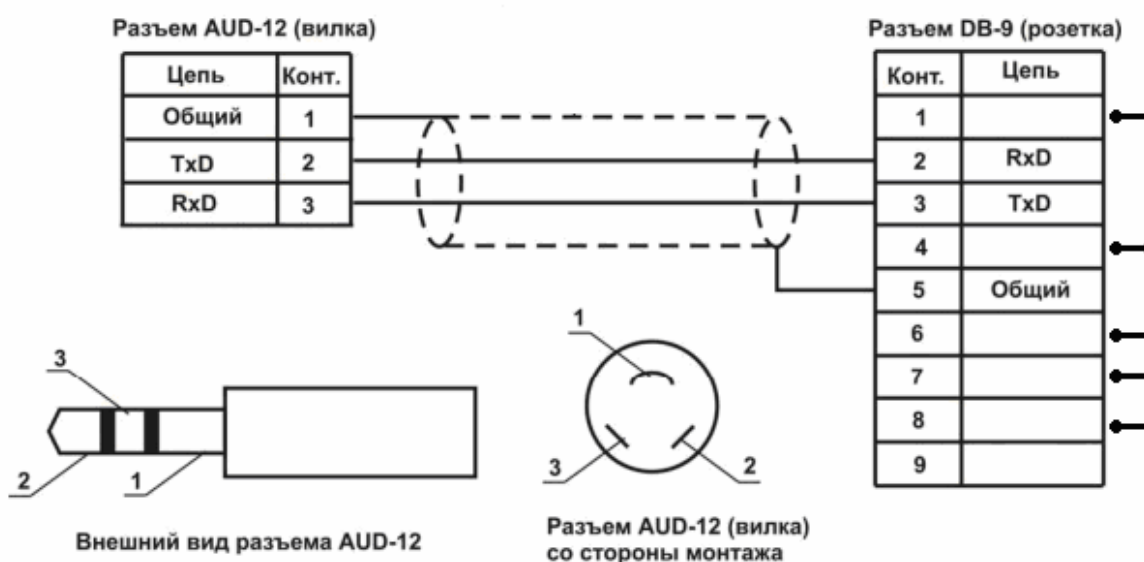 Разъем AUD-12 (вилка)
Цепь Конт.
Общий 1
TxD 2
RxD 3
Разъем DB-9 (розетка)
Конт. Цепь
1
2 RxD
3 TxD
4
5 Общий
6
7
8
9
3
2
1
Внешний вид разъема AUD-12
1
3
2
Разъем AUD-12 (вилка)
со стороны монтажа